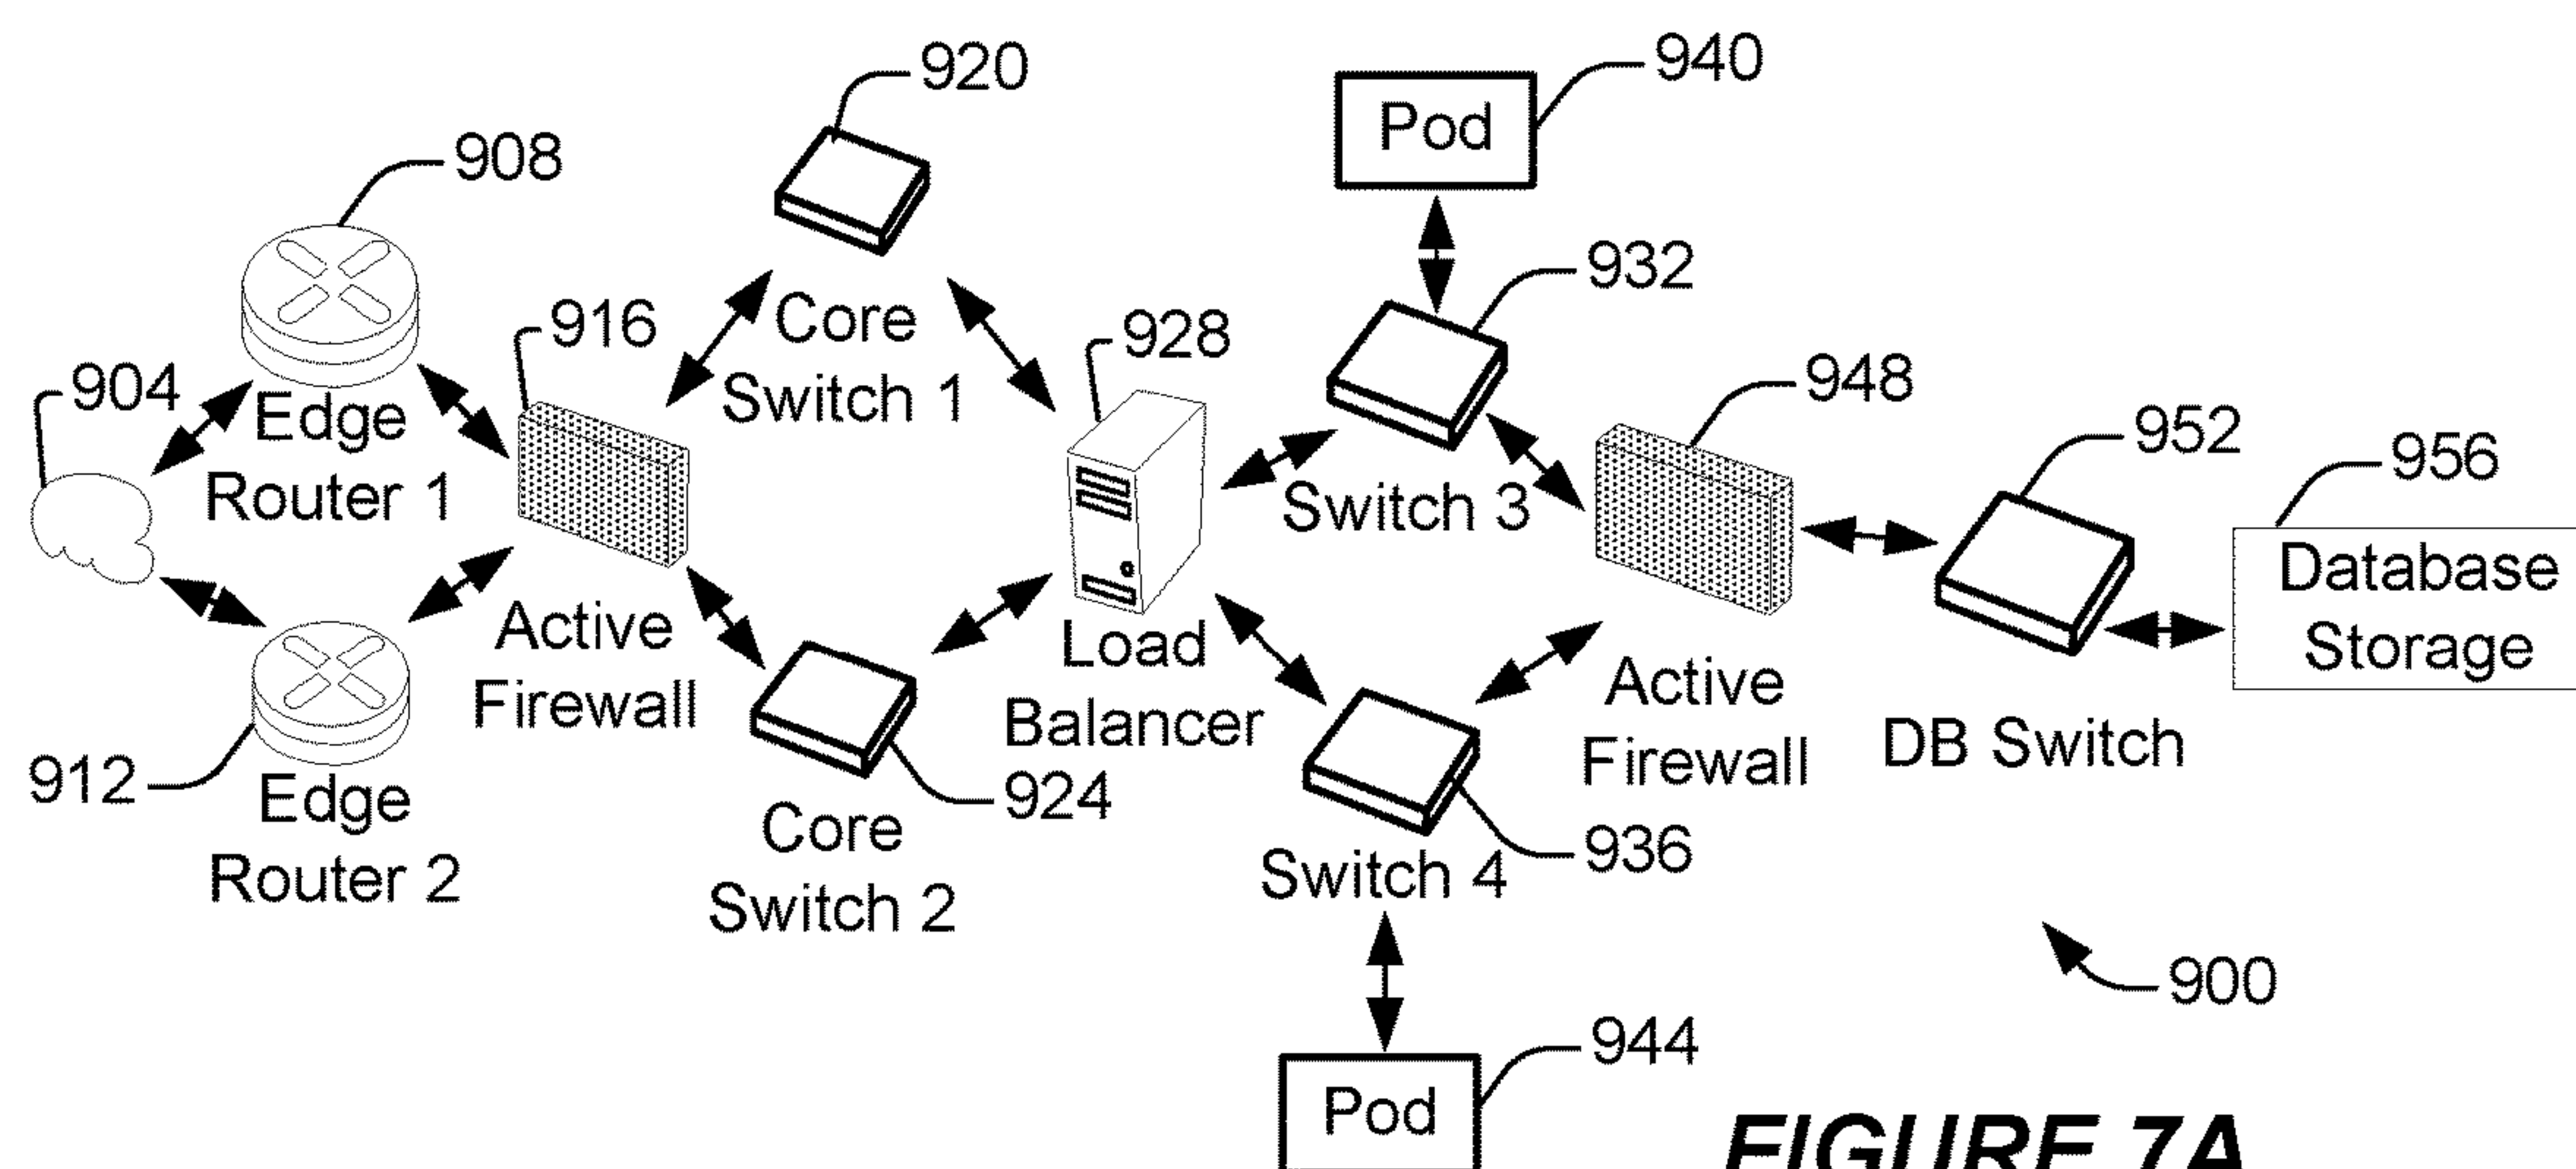 920
940
Pod
908
932
916
Core
Switch 1
928
948
904
Edge
Router 1
952
956
Switch 3
Database
Storage
Active
Firewall
Load
Balancer
Active
Firewall
DB Switch
912
Edge
Router 2
924
Core
Switch 2
936
Switch 4
900
944
Pod
FIGURE 7A